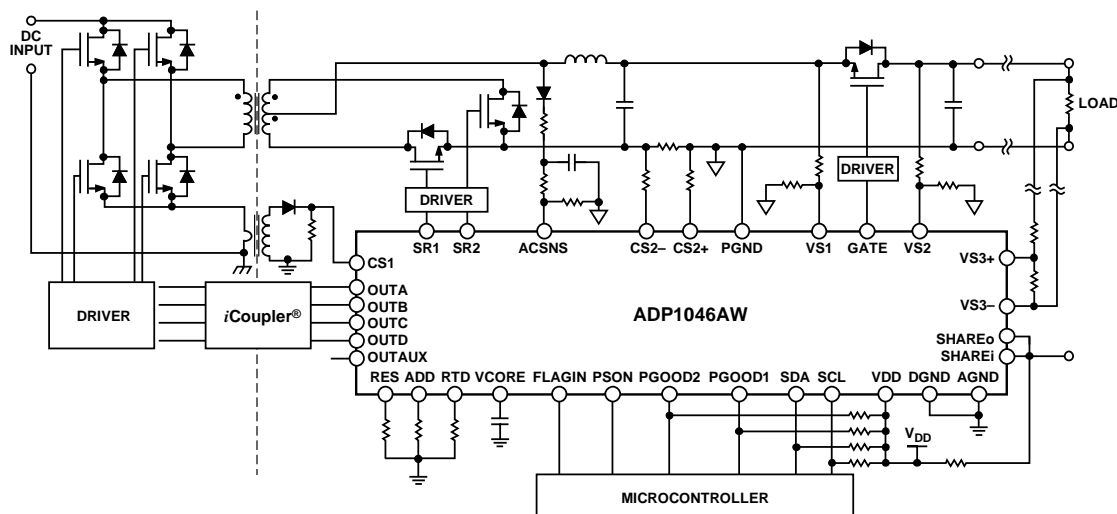 DC
INPUT
LOAD
DRIVER
DRIVER
SR1 SR2 ACSNS CS2– CS2+ PGND VS1 GATE VS2
CS1
VS3+
OUTA
OUTB
OUTC
OUTD
OUTAUX
DRIVER
iCoupler®
ADP1046AW
VS3–
SHAREo
SHAREi
RES ADD RTD VCORE FLAGIN PSON PGOOD2 PGOOD1 SDA SCL VDD DGND AGND
VDD
MICROCONTROLLER